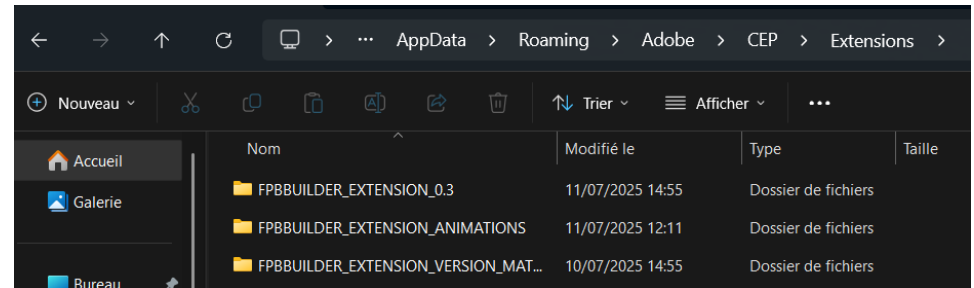 ··· AppData > Roaming > Adobe > CEP > Extensions >
Nouveau Trier Afficher ···
Accueil
Galerie
Bureau
Nom Modifié le Type Taille
FPBBUILDER_EXTENSION_0.3 11/07/2025 14:55 Dossier de fichiers
FPBBUILDER_EXTENSION_ANIMATIONS 11/07/2025 12:11 Dossier de fichiers
FPBBUILDER_EXTENSION_VERSION_MAT... 10/07/2025 14:55 Dossier de fichiers